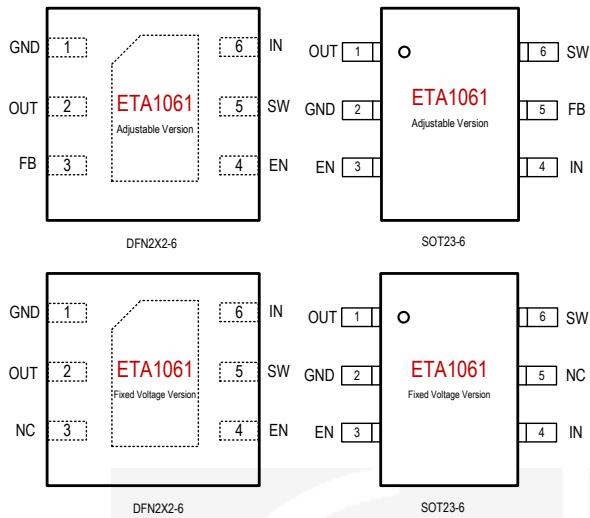 GND 1 6 IN
OUT 2 ETA1061 5 SW
Adjustable Version
FB 3 4 EN
DFN2X2-6
OUT 1 6 SW
GND 2 ETA1061 5 FB
Adjustable Version
EN 3 4 IN
SOT23-6
GND 1 6 IN
OUT 2 ETA1061 5 SW
Fixed Voltage Version
NC 3 4 EN
DFN2X2-6
OUT 1 6 SW
GND 2 ETA1061 5 NC
Fixed Voltage Version
EN 3 4 IN
SOT23-6